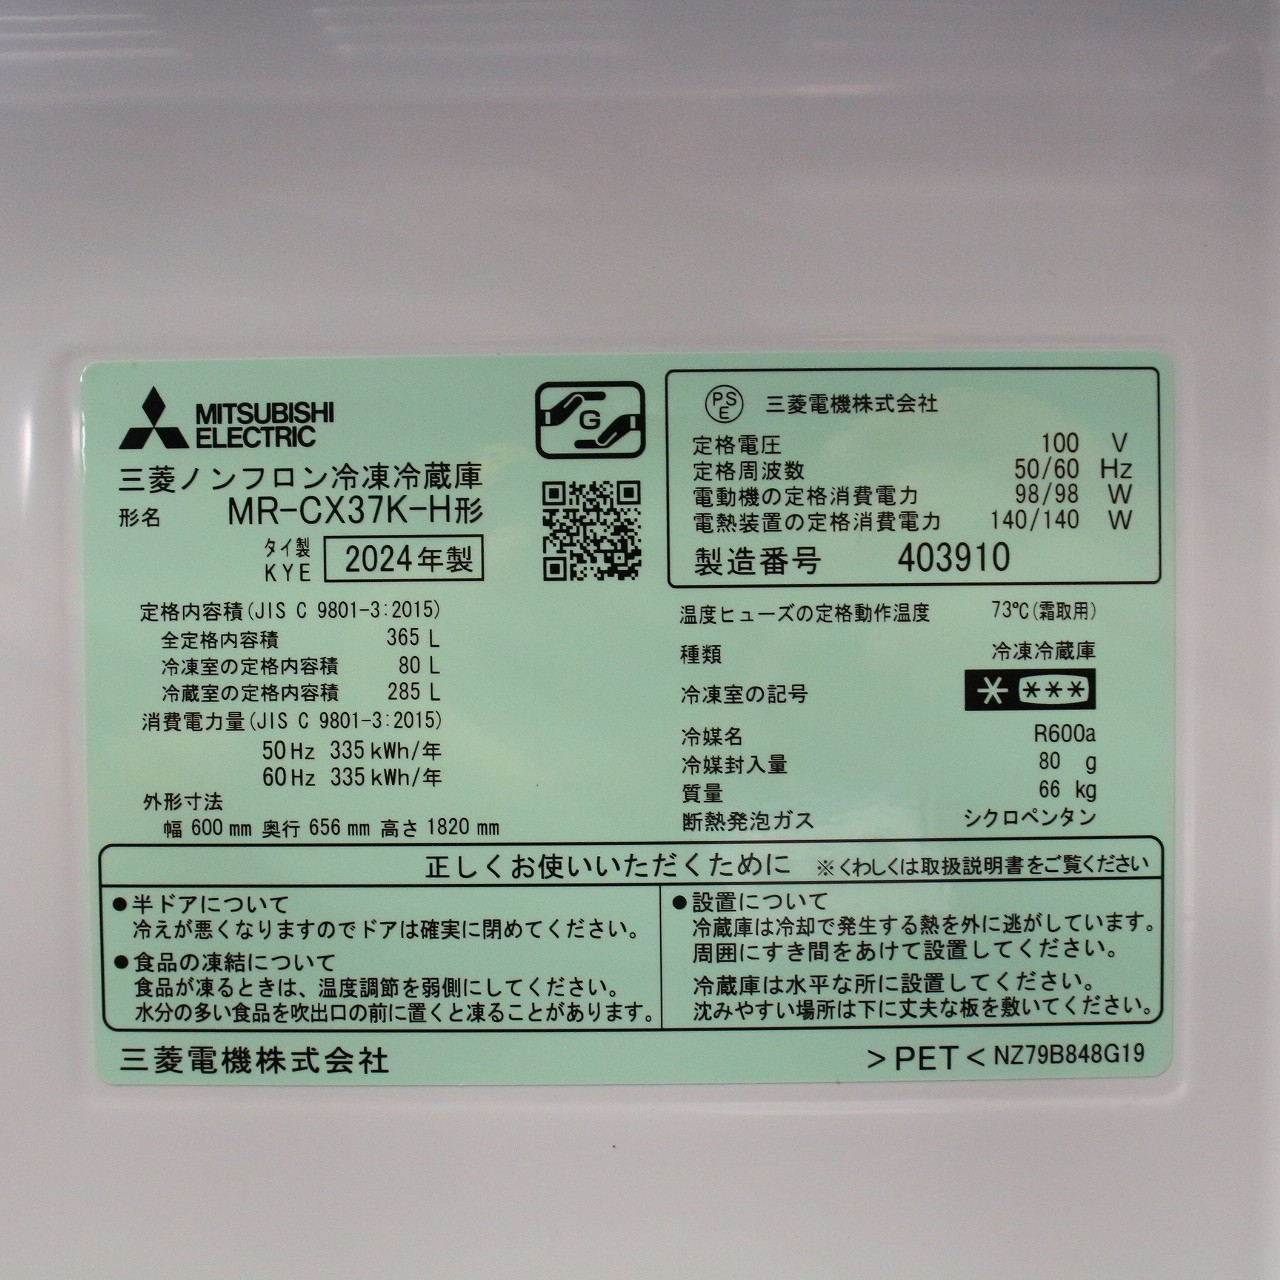 MITSUBISHI
ELECTRIC
三菱ノンフロン冷凍冷蔵庫
形名 MR-CX37K-H形
タイ製
KYE 2024年製
G
PS
E 三菱電機株式会社
定格電圧 100 V
定格周波数 50/60 Hz
電動機の定格消費電力 98/98 W
電熱装置の定格消費電力 140/140 W
製造番号 403910
定格内容積(JIS C 9801-3:2015)
全定格内容積 365 L
冷凍室の定格内容積 80 L
冷蔵室の定格内容積 285 L
消費電力量(JIS C 9801-3:2015)
50Hz 335kWh/年
60Hz 335kWh/年
外形寸法
幅 600mm 奥行 656mm 高さ 1820mm
温度ヒューズの定格動作温度 73℃(霜取用)
種類 冷凍冷蔵庫
冷凍室の記号
冷媒名 R600a
冷媒封入量 80 g
質量 66 kg
断熱発泡ガス シクロペンタン
正しくお使いいただくために ※くわしくは取扱説明書をご覧ください
●半ドアについて
冷えが悪くなりますのでドアは確実に閉めてください。
●食品の凍結について
食品が凍るときは、温度調節を弱側にしてください。
水分の多い食品を吹出口の前に置くと凍ることがあります。
●設置について
冷蔵庫は冷却で発生する熱を外に逃がしています。
周囲にすき間をあけて設置してください。
冷蔵庫は水平な所に設置してください。
沈みやすい場所は下に丈夫な板を敷いてください。
三菱電機株式会社
>PET< NZ79B848G19